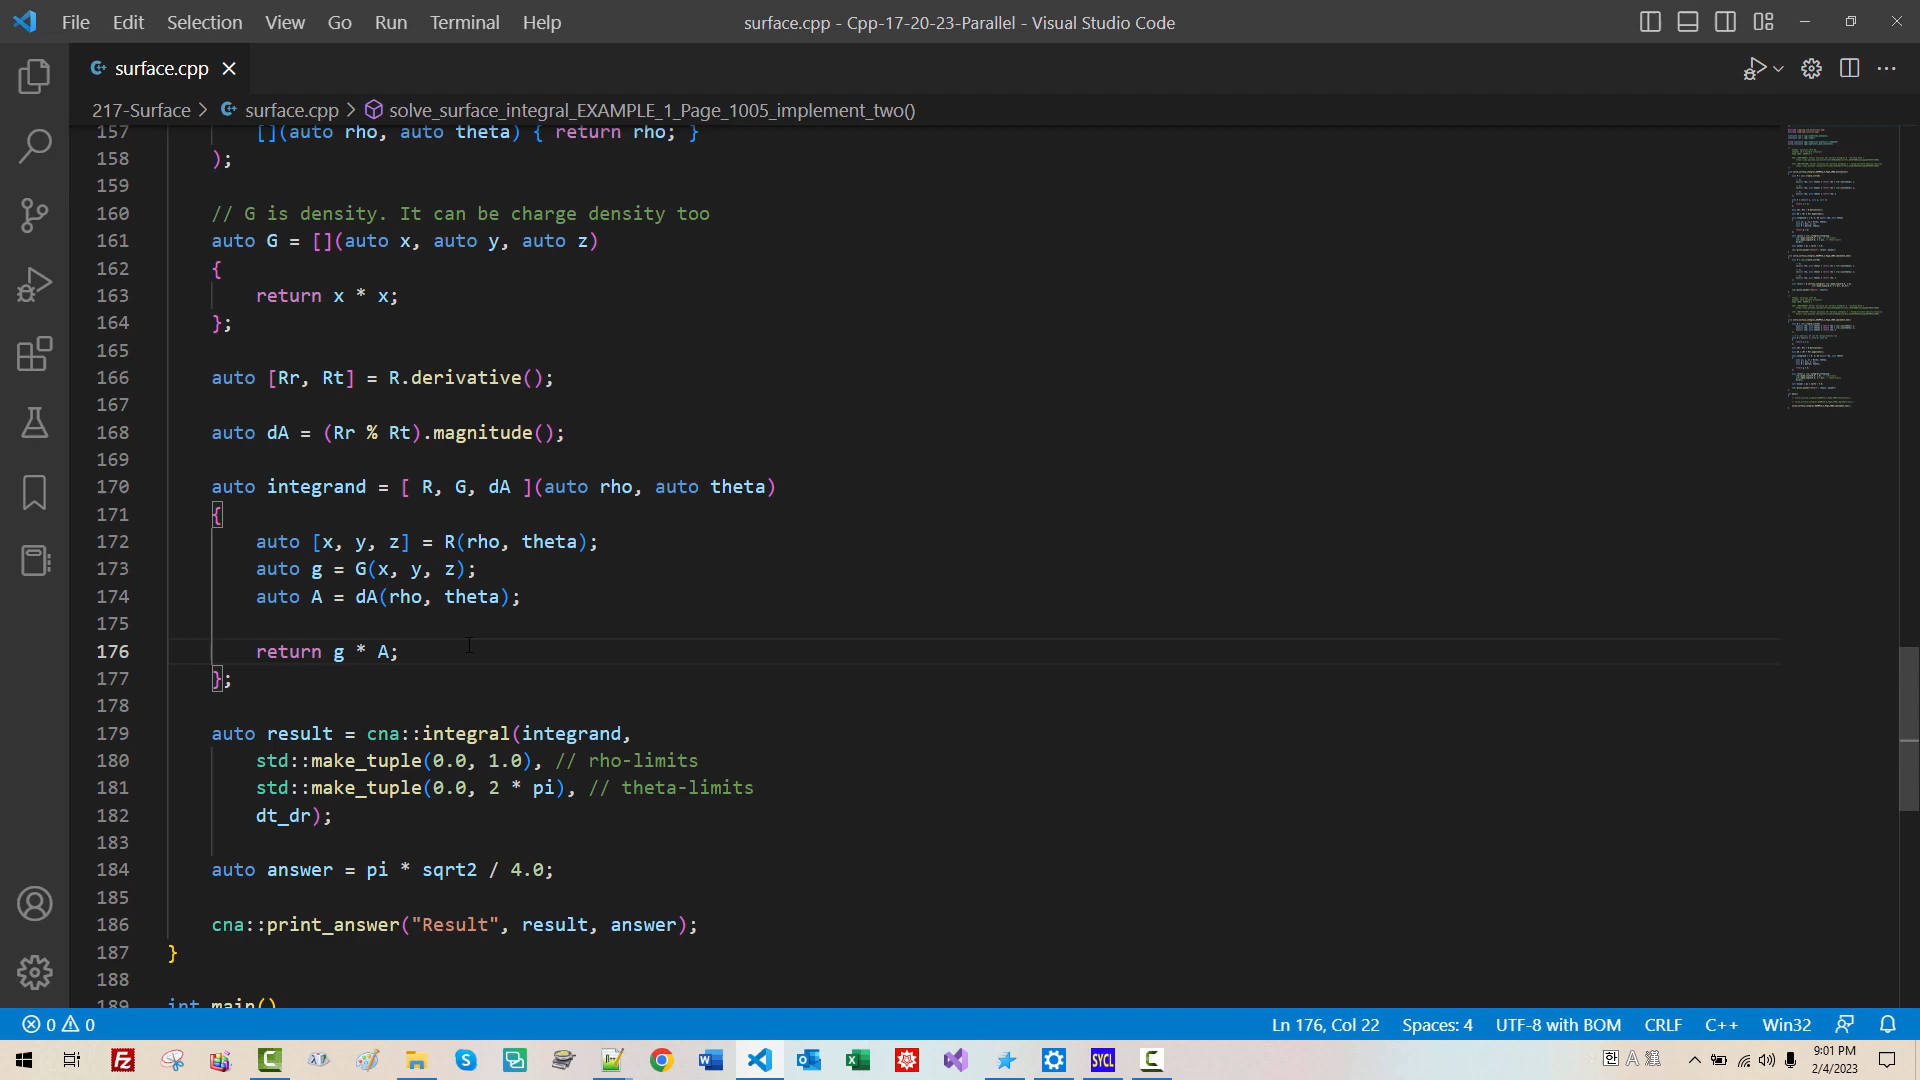 File Edit Selection View Go Run Terminal Help
surface.cpp - Cpp-17-20-23-Parallel - Visual Studio Code
surface.cpp
217-Surface > surface.cpp > solve_surface_integral_EXAMPLE_1_Page_1005_implement_two()
157 [](auto rho, auto theta) { return rho; }
158 );
159
160 // G is density. It can be charge density too
161 auto G = [](auto x, auto y, auto z)
162 {
163 return x * x;
164 };
165
166 auto [Rr, Rt] = R.derivative();
167
168 auto dA = (Rr % Rt).magnitude();
169
170 auto integrand = [ R, G, dA ](auto rho, auto theta)
171 {
172 auto [x, y, z] = R(rho, theta);
173 auto g = G(x, y, z);
174 auto A = dA(rho, theta);
175
176 return g * A;
177 };
178
179 auto result = cna::integral(integrand,
180 std::make_tuple(0.0, 1.0), // rho-limits
181 std::make_tuple(0.0, 2 * pi), // theta-limits
182 dt_dr);
183
184 auto answer = pi * sqrt2 / 4.0;
185
186 cna::print_answer("Result", result, answer);
187 }
188
189 int main()
0 0
Ln 176, Col 22 Spaces: 4 UTF-8 with BOM CRLF C++ Win32
SYCL
한 A 漢
9:01 PM
2/4/2023